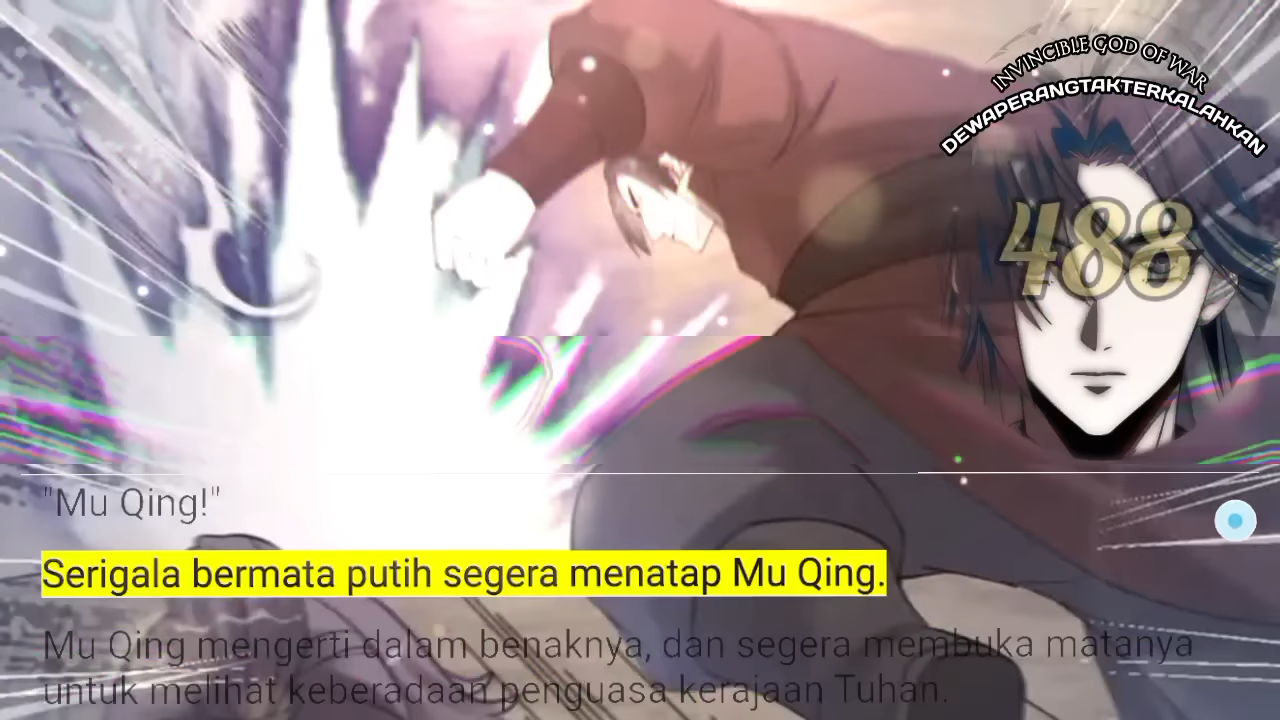 INVINCIBLE GOD OF WAR
DEWAPERANGTAKTERKALAHKAN
488
"Mu Qing!"
Serigala bermata putih segera menatap Mu Qing.
Mu Qing mengerti dalam benaknya, dan segera membuka matanya
untuk melihat keberadaan penguasa kerajaan Tuhan.